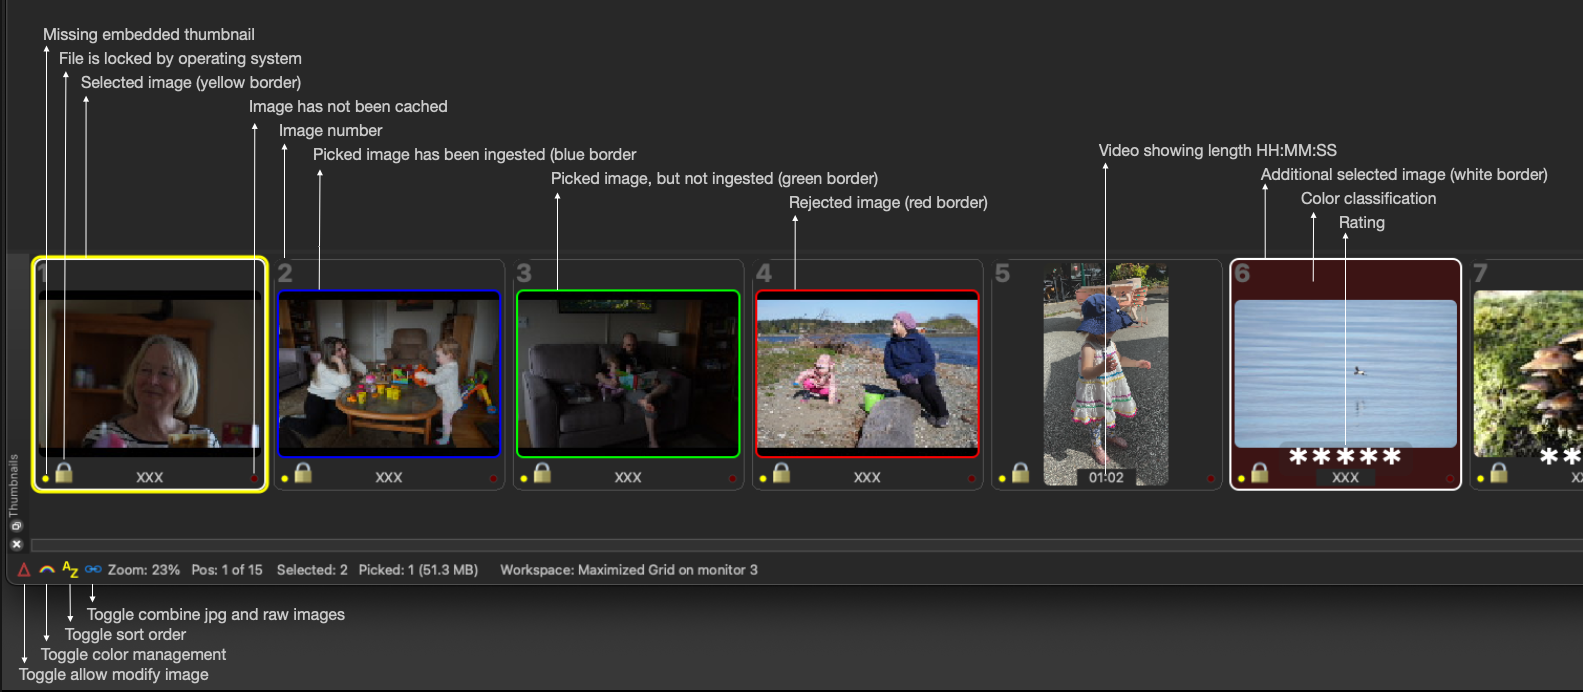 Missing embedded thumbnail
File is locked by operating system
Selected image (yellow border)
Image has not been cached
Image number
Picked image has been ingested (blue border
Video showing length HH:MM:SS
Additional selected image (white border)
Picked image, but not ingested (green border)
Color classification
Rejected image (red border)
Rating
1 2 3 4 5 6 7
XXX XXX XXX XXX 01:02 XXX
Thumbnails
AZ Zoom: 23% Pos: 1 of 15 Selected: 2 Picked: 1 (51.3 MB) Workspace: Maximized Grid on monitor 3
Toggle combine jpg and raw images
Toggle sort order
Toggle color management
Toggle allow modify image